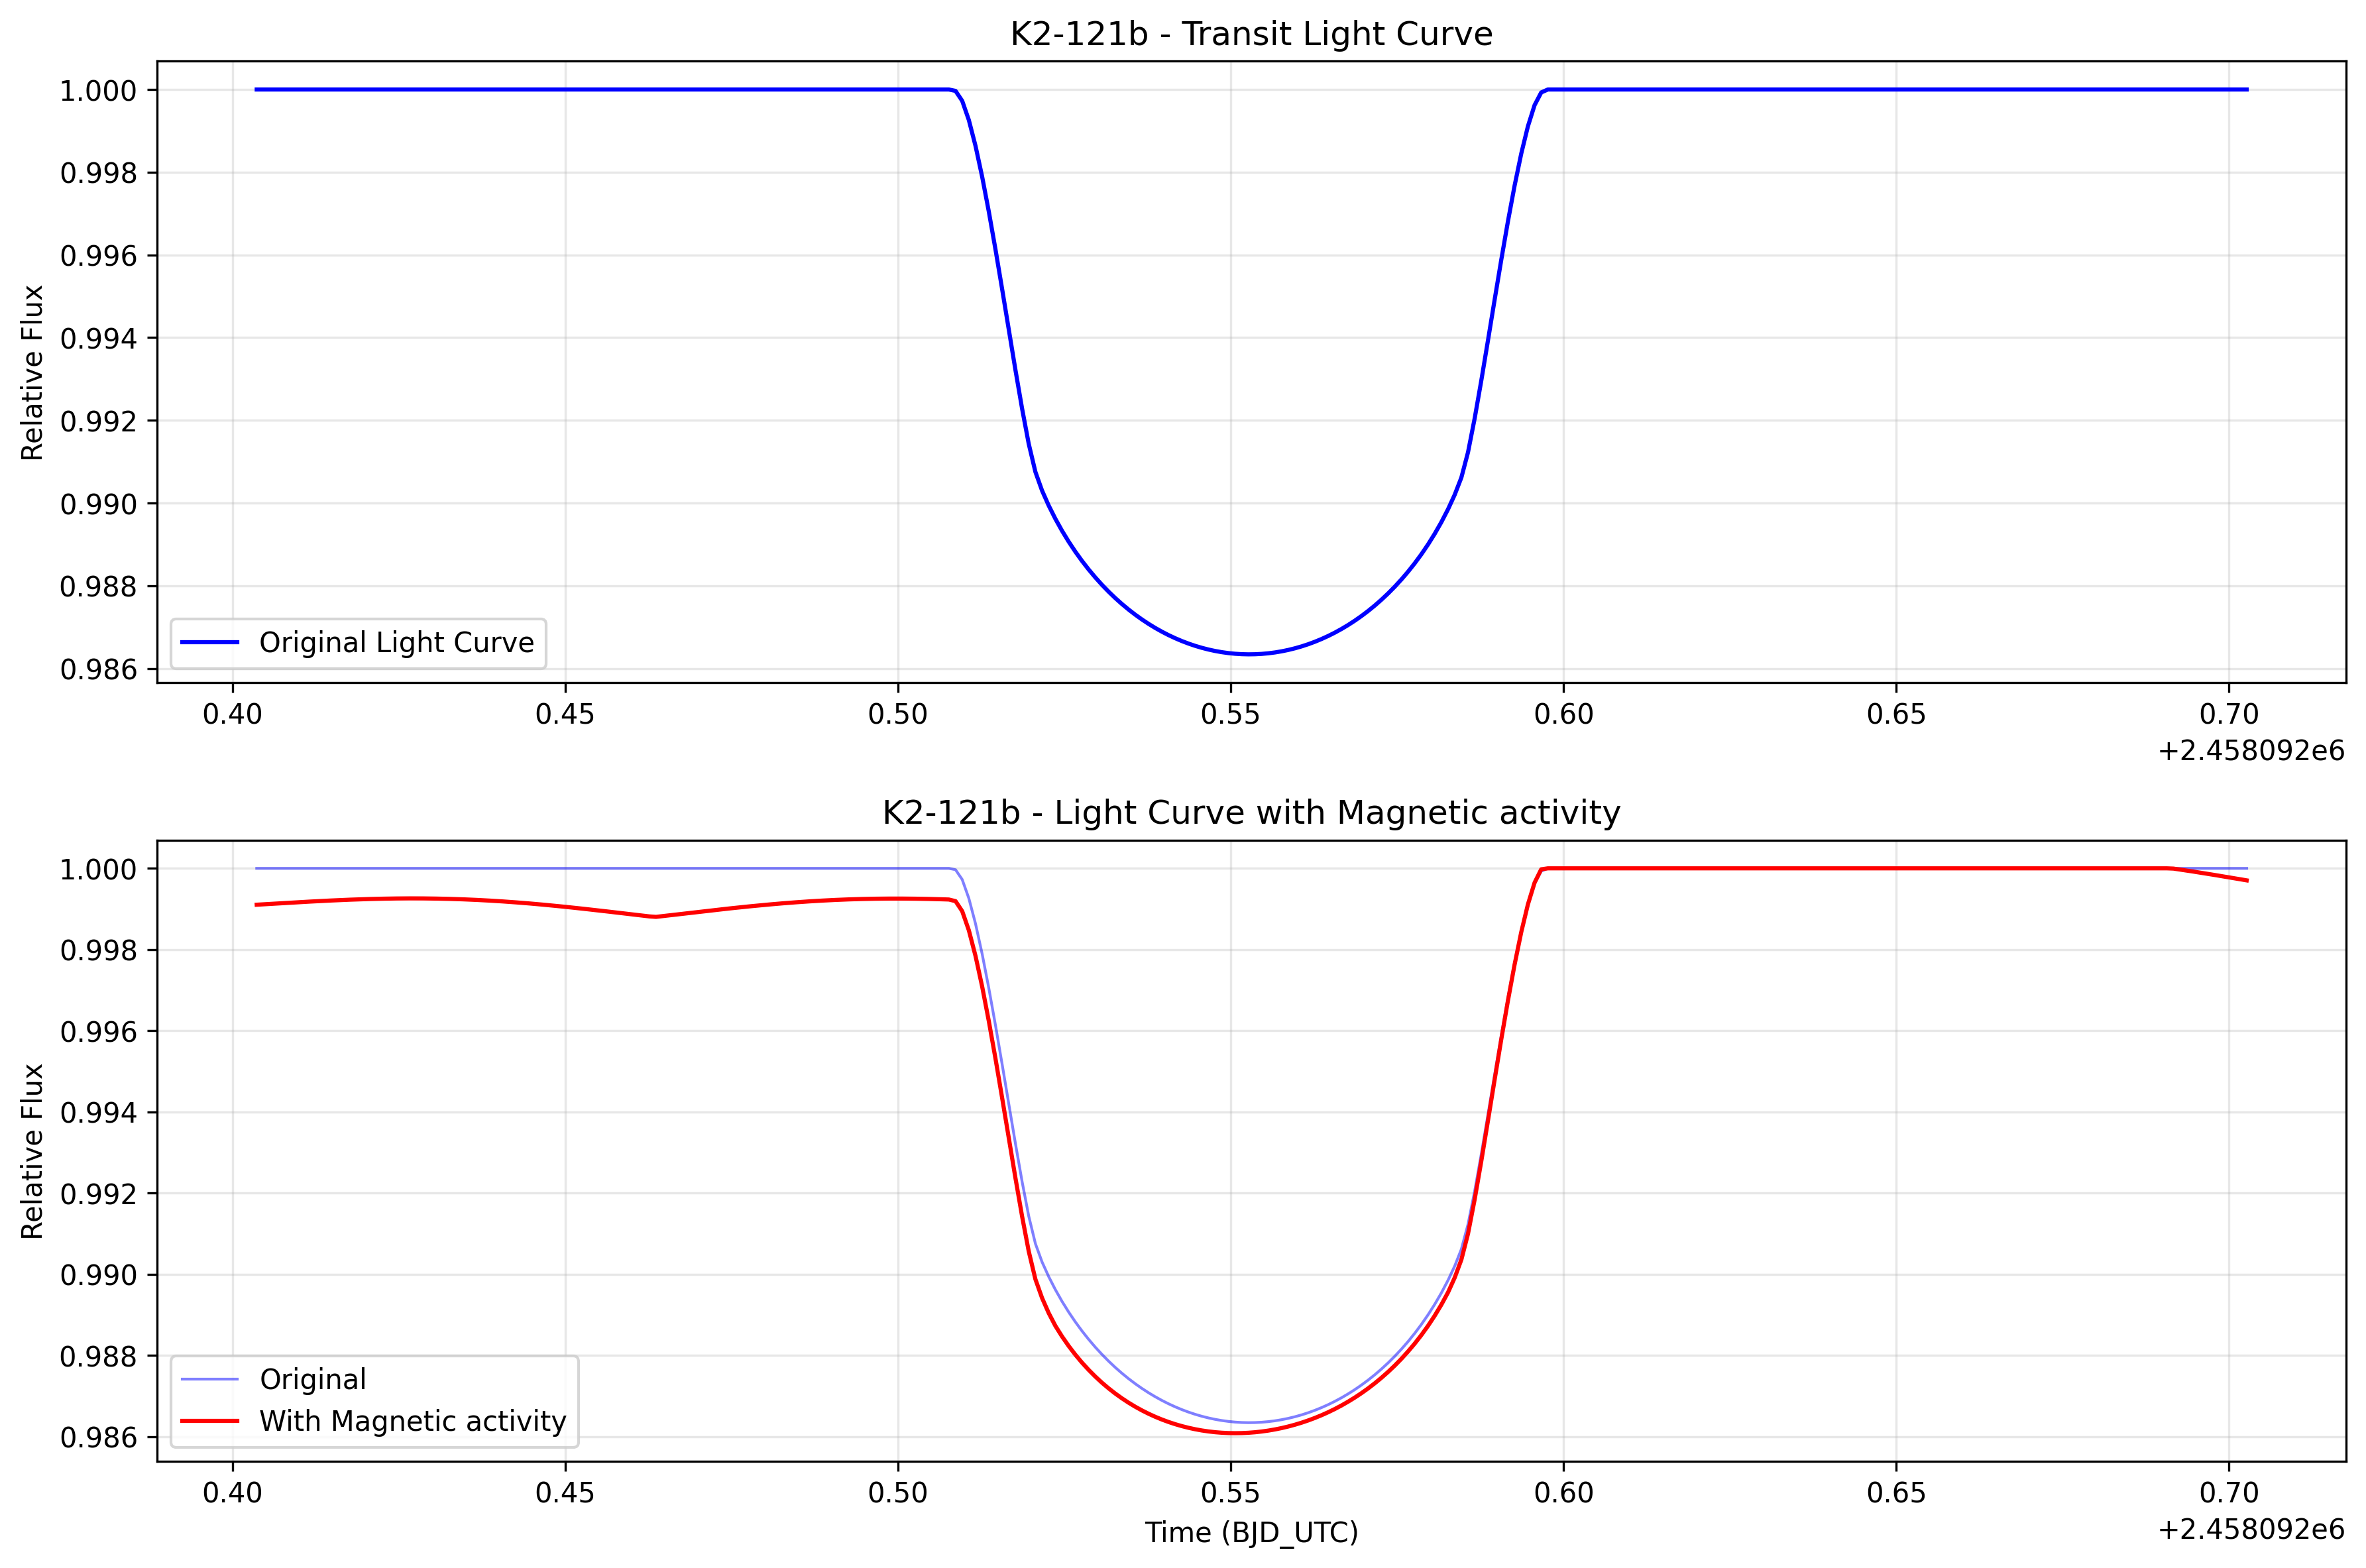 K2-121b - Transit Light Curve
Relative Flux
1.000
0.998
0.996
0.994
0.992
0.990
0.988
0.986
Original Light Curve
0.40 0.45 0.50 0.55 0.60 0.65 0.70
+2.458092e6
K2-121b - Light Curve with Magnetic activity
Relative Flux
1.000
0.998
0.996
0.994
0.992
0.990
0.988
0.986
Original
With Magnetic activity
0.40 0.45 0.50 0.55 0.60 0.65 0.70
+2.458092e6
Time (BJD_UTC)